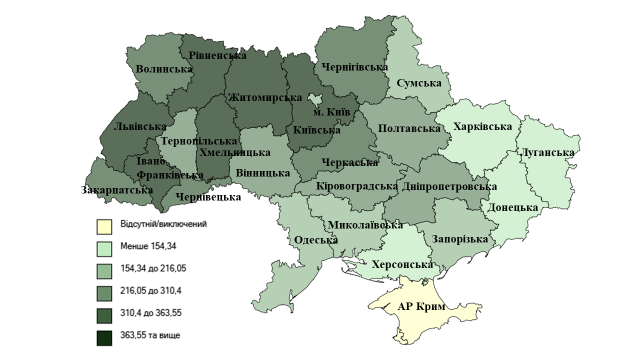 Рівненська
Волинська
Чернігівська
Сумська
Житомирська
м. Київ
Львівська
Київська
Полтавська
Харківська
Тернопільська
Хмельницька
Луганська
Івано
Франківська
Вінницька
Черкаська
Закарпатська
Чернівецька
Кіровоградська
Дніпропетровська
Донецька
Миколаївська
Одеська
Запорізька
Херсонська
АР Крим
Відсутній/виключений
Менше 154,34
154,34 до 216,05
216,05 до 310,4
310,4 до 363,55
363,55 та вище